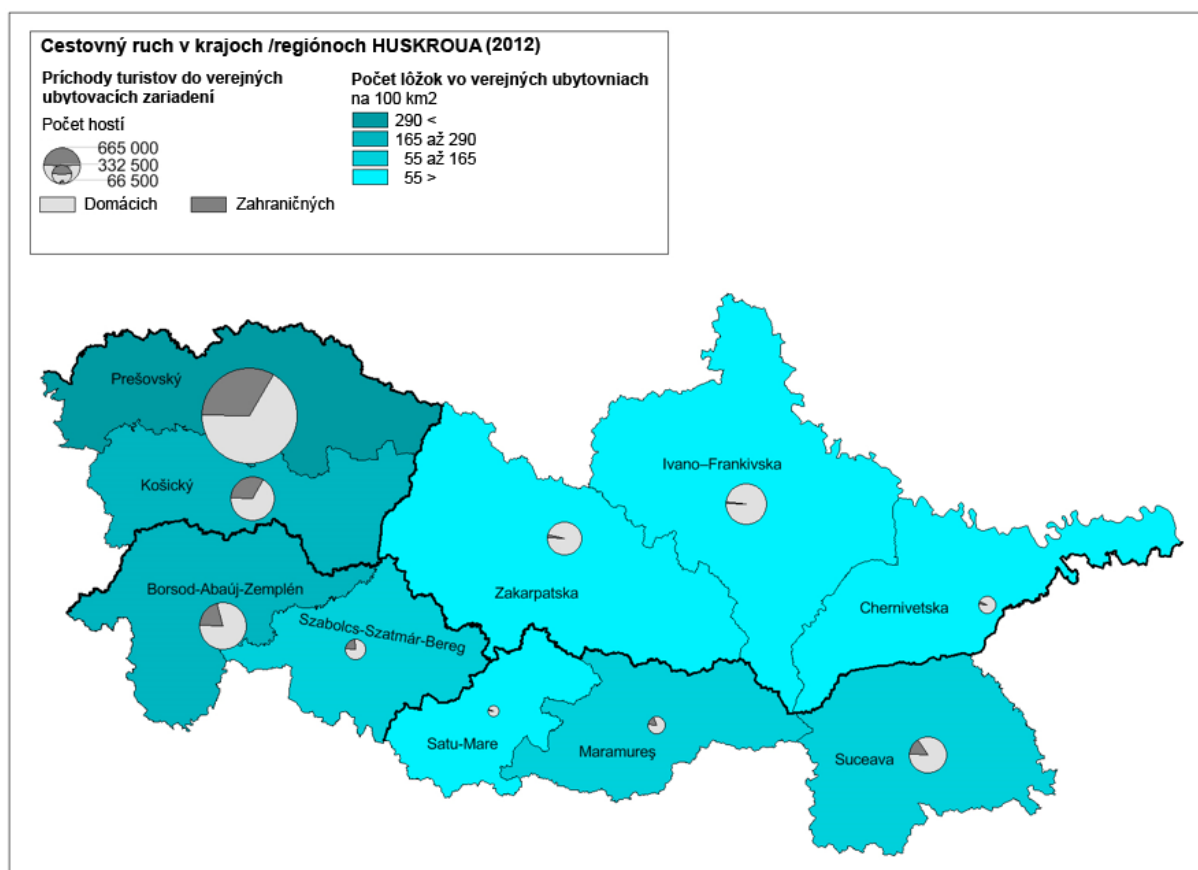 Cestovný ruch v krajoch /regiónoch HUSKROUA (2012)
Príchody turistov do verejných
ubytovacích zariadení
Počet hostí
665 000
332 500
66 500
Domácich
Zahraničných
Počet lôžok vo verejných ubytovniach
na 100 km2
290 <
165 až 290
55 až 165
55 >
Prešovský
Košický
Borsod-Abaúj-Zemplén
Szabolcs-Szatmár-Bereg
Zakarpatska
Ivano–Frankivska
Chernivetska
Satu-Mare
Maramureş
Suceava